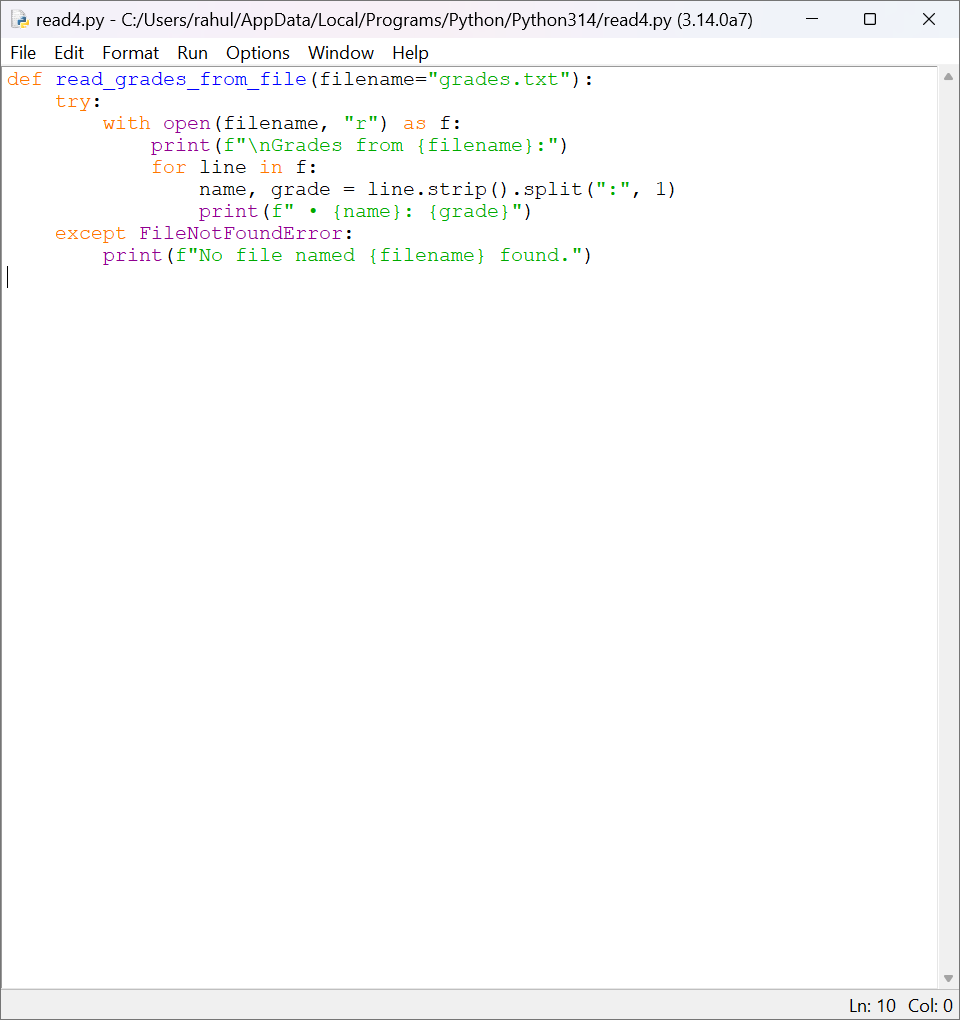 read4.py - C:/Users/rahul/AppData/Local/Programs/Python/Python314/read4.py (3.14.0a7)
File Edit Format Run Options Window Help
def read_grades_from_file(filename="grades.txt"):
    try:
        with open(filename, "r") as f:
            print(f"\nGrades from {filename}:")
            for line in f:
                name, grade = line.strip().split(":", 1)
                print(f" • {name}: {grade}")
    except FileNotFoundError:
        print(f"No file named {filename} found.")
Ln: 10 Col: 0